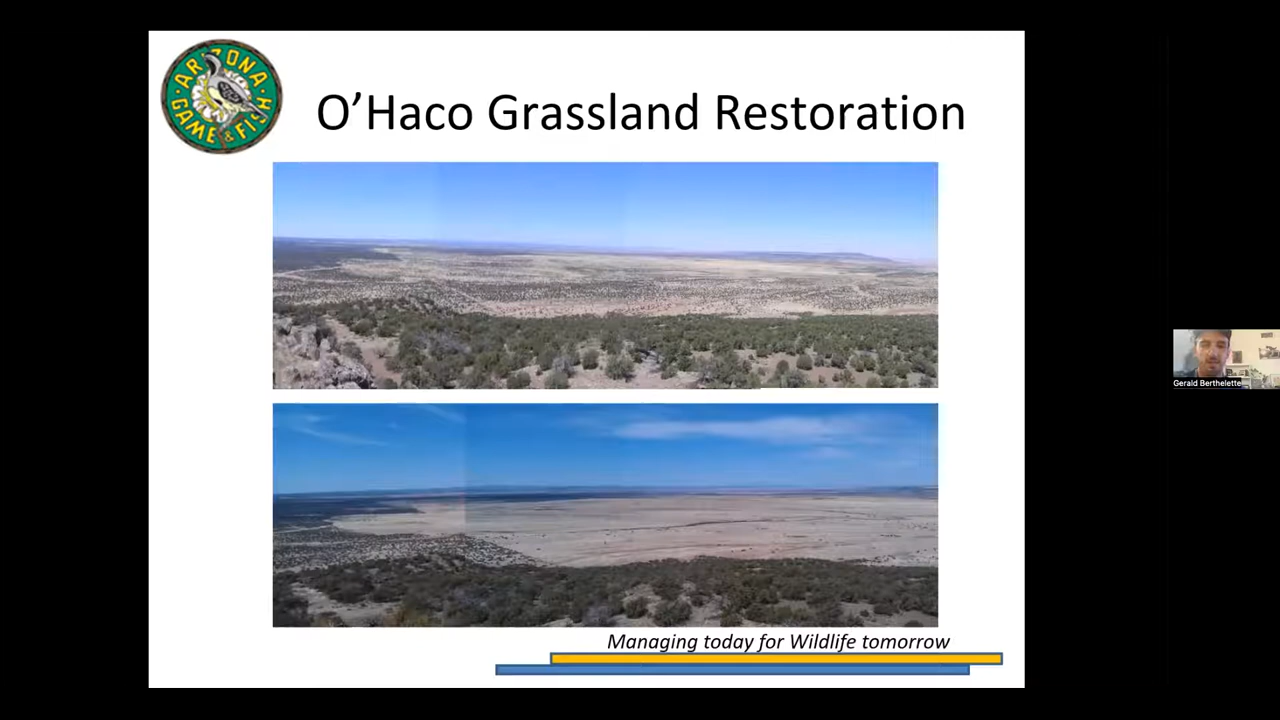 ARIZONA
GAME & FISH
O’Haco Grassland Restoration
Managing today for Wildlife tomorrow
Gerald Berthelette